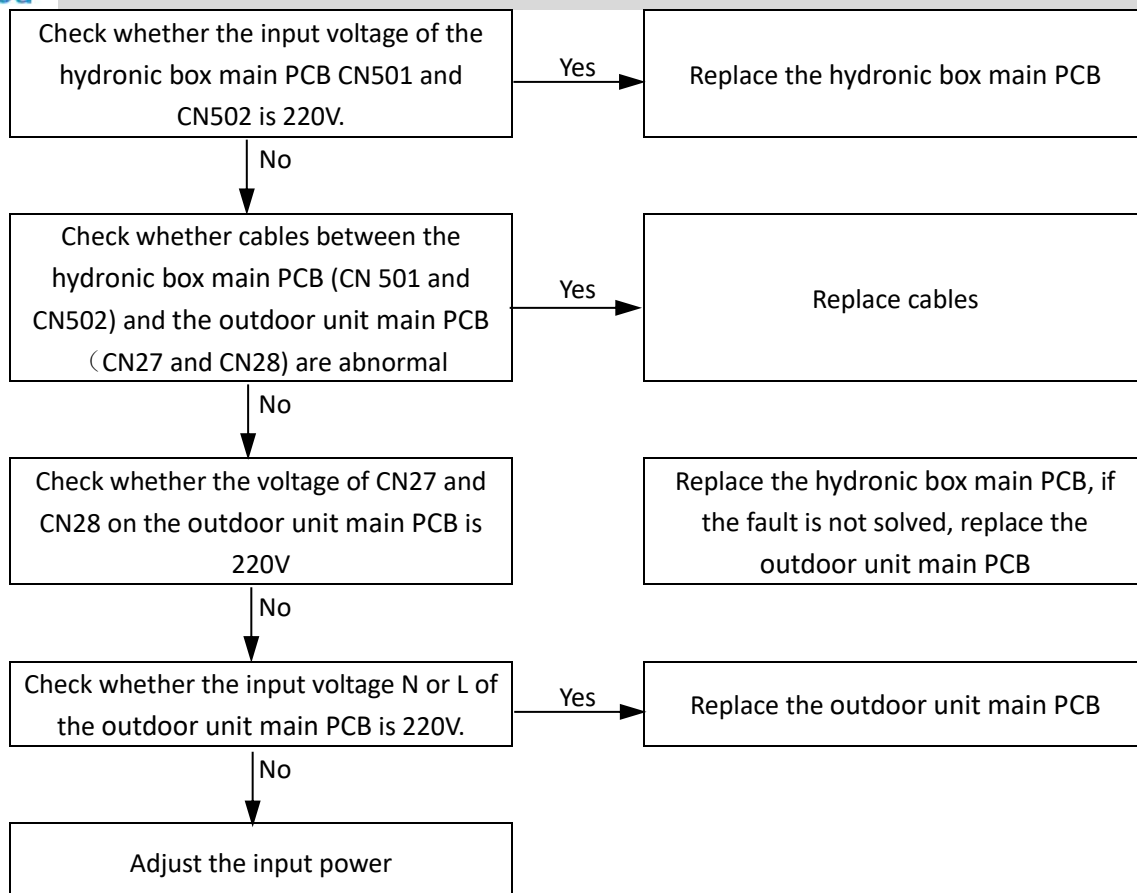 Check whether the input voltage of the
hydronic box main PCB CN501 and
CN502 is 220V.
Yes
Replace the hydronic box main PCB
No
Check whether cables between the
hydronic box main PCB (CN 501 and
CN502) and the outdoor unit main PCB
（CN27 and CN28) are abnormal
Yes
Replace cables
No
Check whether the voltage of CN27 and
CN28 on the outdoor unit main PCB is
220V
Replace the hydronic box main PCB, if
the fault is not solved, replace the
outdoor unit main PCB
No
Check whether the input voltage N or L of
the outdoor unit main PCB is 220V.
Yes
Replace the outdoor unit main PCB
No
Adjust the input power